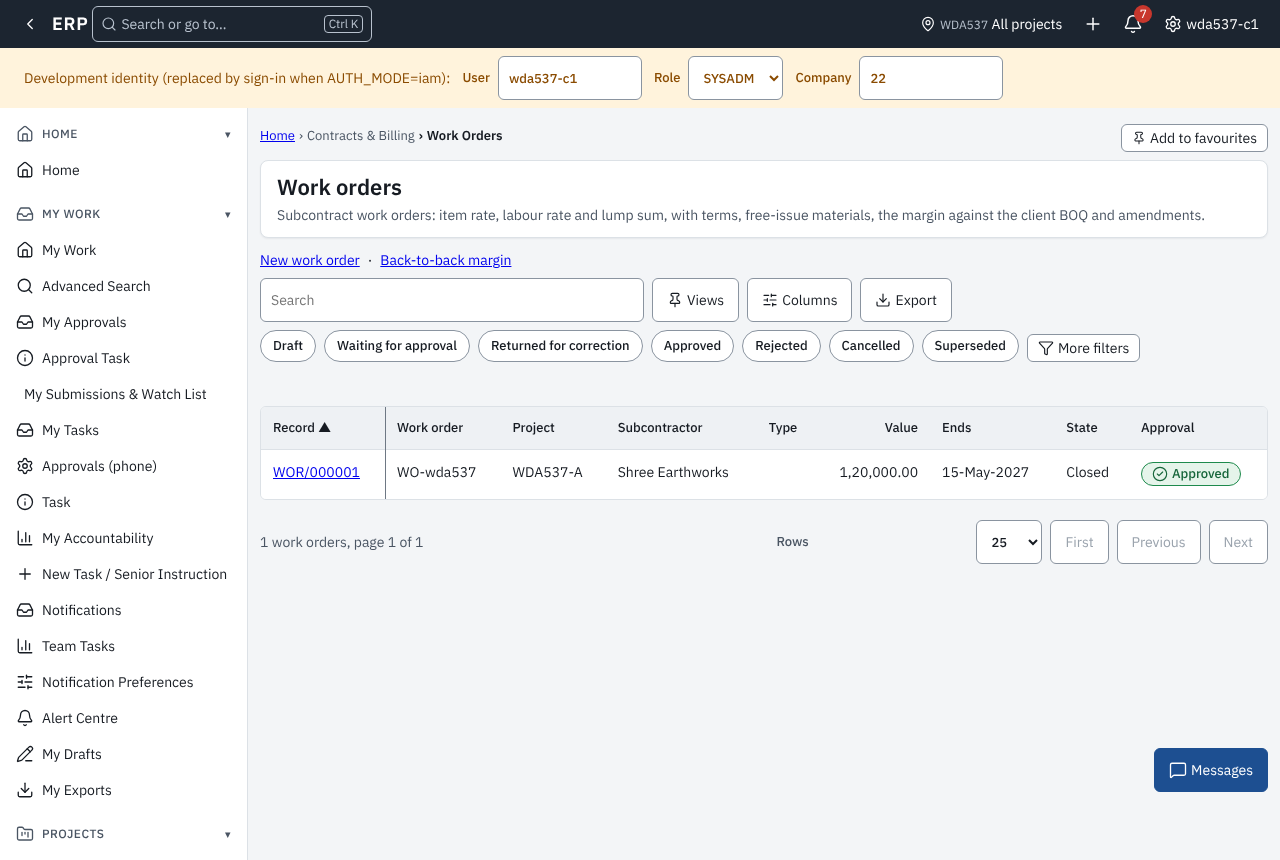 ERP Search or go to... Ctrl K WDA537 All projects 7 wda537-c1
Development identity (replaced by sign-in when AUTH_MODE=iam): User wda537-c1 Role SYSADM Company 22
HOME
Home
MY WORK
My Work
Advanced Search
My Approvals
Approval Task
My Submissions & Watch List
My Tasks
Approvals (phone)
Task
My Accountability
New Task / Senior Instruction
Notifications
Team Tasks
Notification Preferences
Alert Centre
My Drafts
My Exports
PROJECTS
Home › Contracts & Billing › Work Orders
Add to favourites
Work orders
Subcontract work orders: item rate, labour rate and lump sum, with terms, free-issue materials, the margin against the client BOQ and amendments.
New work order · Back-to-back margin
Search Views Columns Export
Draft Waiting for approval Returned for correction Approved Rejected Cancelled Superseded More filters
Record ▲ Work order Project Subcontractor Type Value Ends State Approval
WOR/000001 WO-wda537 WDA537-A Shree Earthworks 1,20,000.00 15-May-2027 Closed Approved
1 work orders, page 1 of 1 Rows 25 First Previous Next
Messages